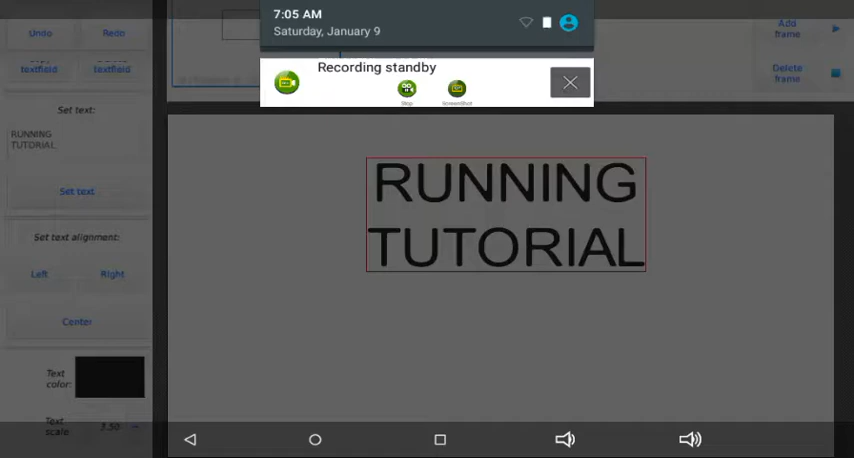 7:05 AM
Saturday, January 9
Recording standby
Stop
ScreenShot
Undo
Redo
textfield
textfield
Add
frame
Delete
frame
Set text:
RUNNING
TUTORIAL
Set text
Set text alignment:
Left
Right
Center
Text
color:
Text
scale
3.50
RUNNING
TUTORIAL